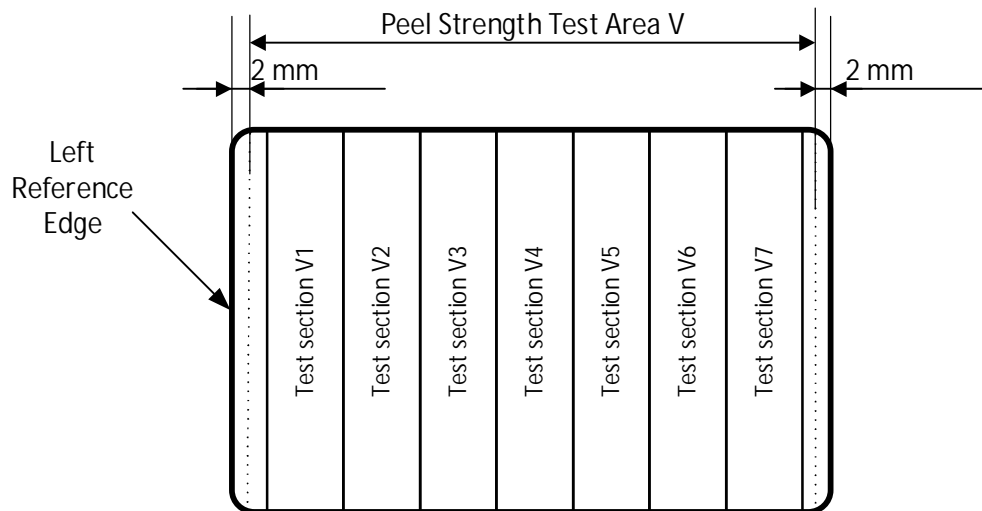 Peel Strength Test Area V
2 mm
2 mm
Left
Reference
Edge
Test section V1
Test section V2
Test section V3
Test section V4
Test section V5
Test section V6
Test section V7